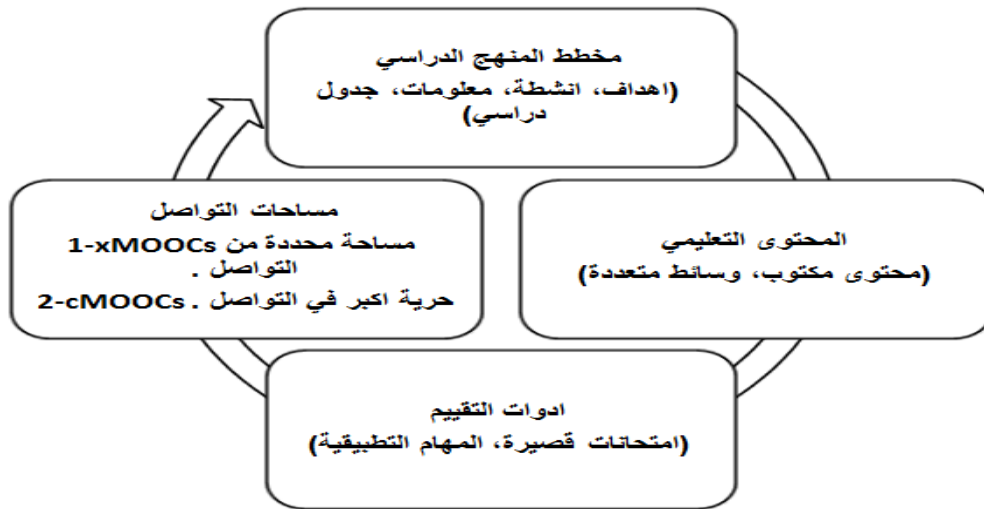 مخطط المنهج الدراسي
(اهداف، انشطة، معلومات، جدول
دراسي)
المحتوى التعليمي
(محتوى مكتوب، وسائط متعددة)
ادوات التقييم
(امتحانات قصيرة، المهام التطبيقية)
مساحات التواصل
1-xMOOCs مساحة محددة من
التواصل .
2-cMOOCs حرية اكبر في التواصل .